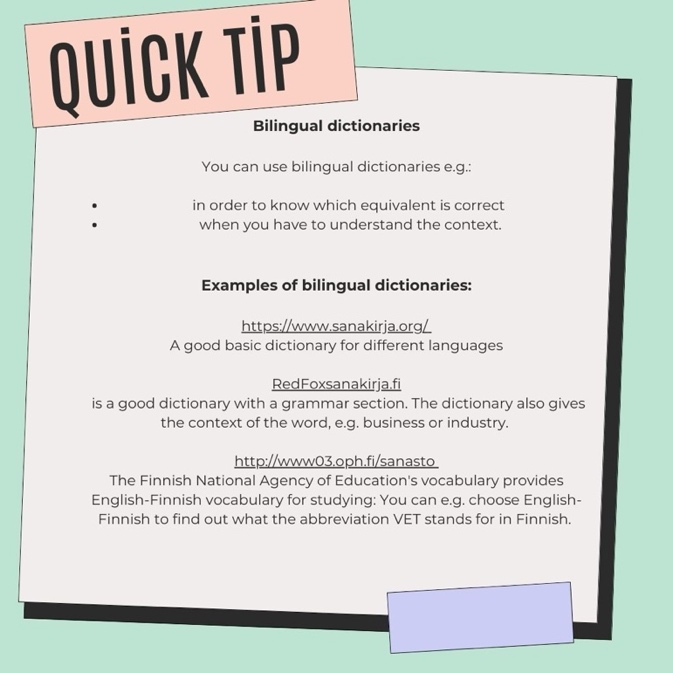 QUİCK TİP
Bilingual dictionaries
You can use bilingual dictionaries e.g.:
• in order to know which equivalent is correct
• when you have to understand the context.
Examples of bilingual dictionaries:
https://www.sanakirja.org/
A good basic dictionary for different languages
RedFoxsanakirja.fi
is a good dictionary with a grammar section. The dictionary also gives
the context of the word, e.g. business or industry.
http://www03.oph.fi/sanasto
The Finnish National Agency of Education's vocabulary provides
English-Finnish vocabulary for studying: You can e.g. choose English-
Finnish to find out what the abbreviation VET stands for in Finnish.